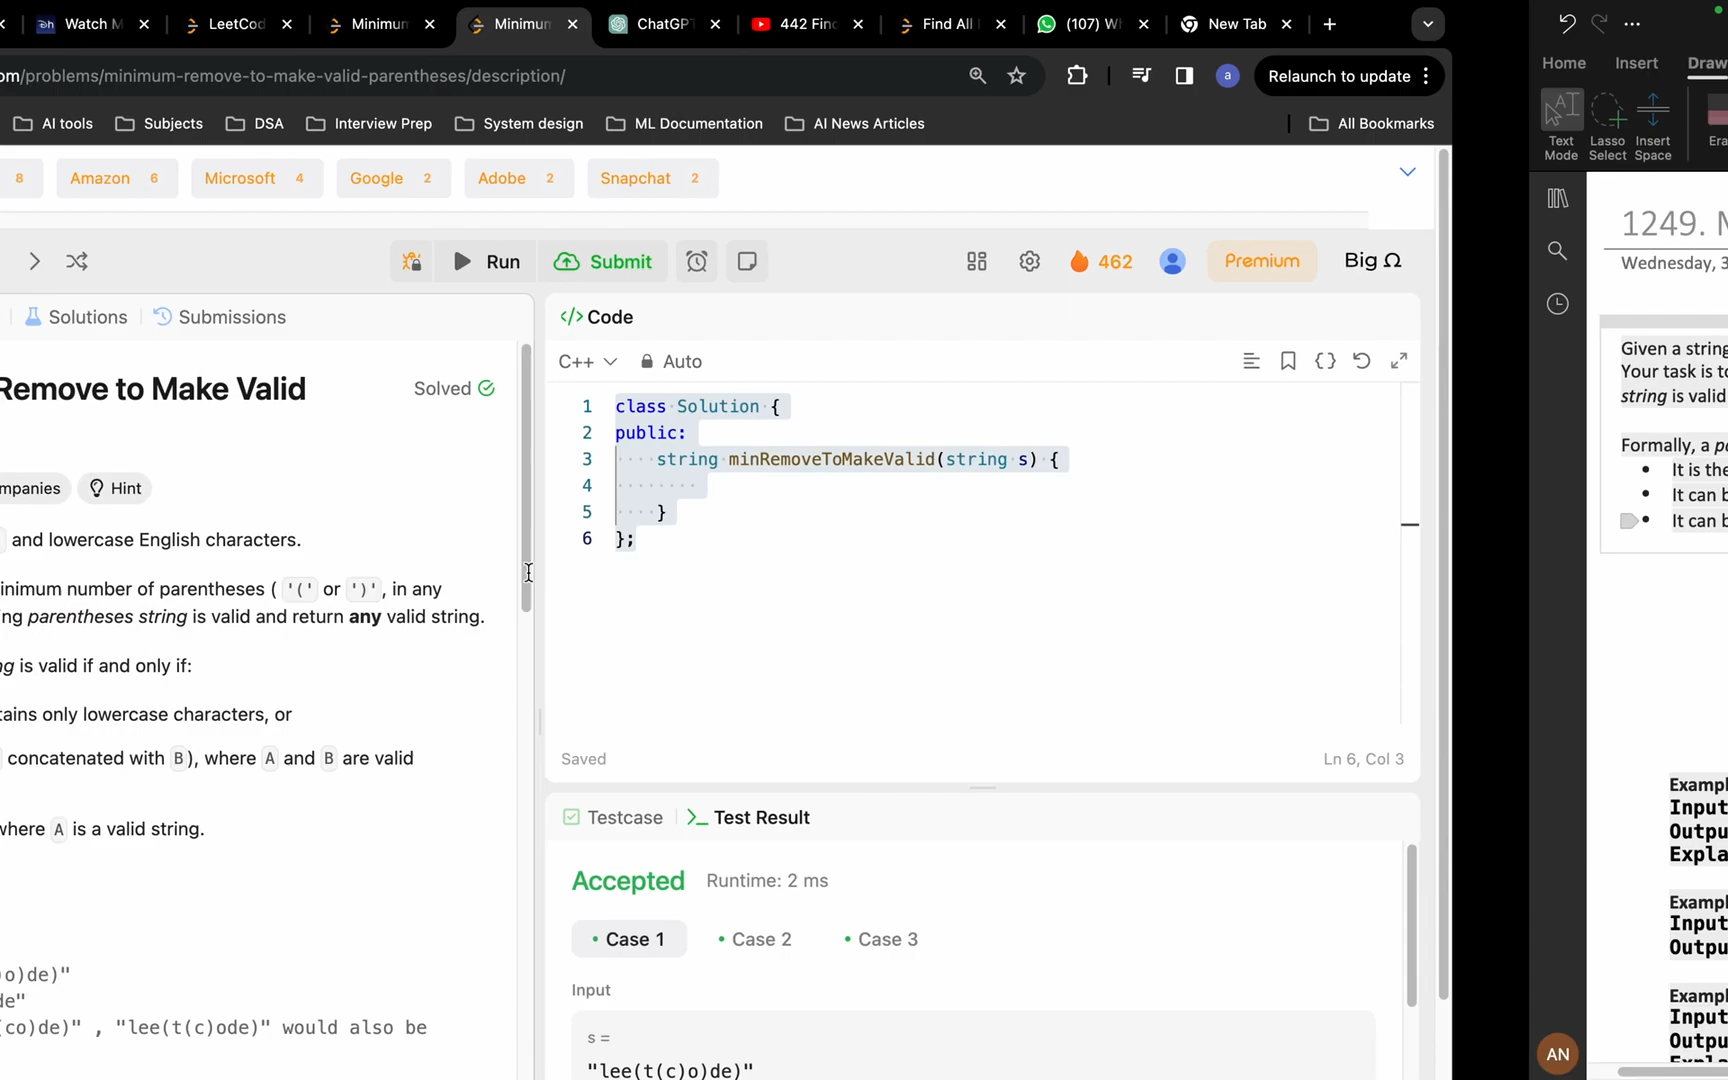 Watch M
LeetCod
Minimum
Minimum
ChatGP
442 Find
Find All
(107) W
New Tab
om/problems/minimum-remove-to-make-valid-parentheses/description/
a
Relaunch to update
AI tools
Subjects
DSA
Interview Prep
System design
ML Documentation
AI News Articles
All Bookmarks
8
Amazon 6
Microsoft 4
Google 2
Adobe 2
Snapchat 2
Run
Submit
462
Premium
Big Ω
Solutions
Submissions
Remove to Make Valid
Solved
mpanies
Hint
and lowercase English characters.
inimum number of parentheses ( '(' or ')', in any
ng parentheses string is valid and return any valid string.
ng is valid if and only if:
tains only lowercase characters, or
concatenated with B), where A and B are valid
where A is a valid string.
o)de)"
de"
(co)de)" , "lee(t(c)ode)" would also be
</> Code
C++
Auto
1 class Solution {
2 public:
3 string minRemoveToMakeValid(string s) {
4
5 }
6 };
Saved
Ln 6, Col 3
Testcase
Test Result
Accepted
Runtime: 2 ms
Case 1
Case 2
Case 3
Input
s =
"lee(t(c)o)de)"
Home
Insert
Draw
Text Mode
Lasso Select
Insert Space
Era
1249. M
Wednesday, 3
Given a string
Your task is to
string is valid
Formally, a po
• It is the
• It can b
• It can b
Exampl
Input
Outpu
Expla
Exampl
Input
Outpu
Exampl
Input
Outpu
Expla
AN